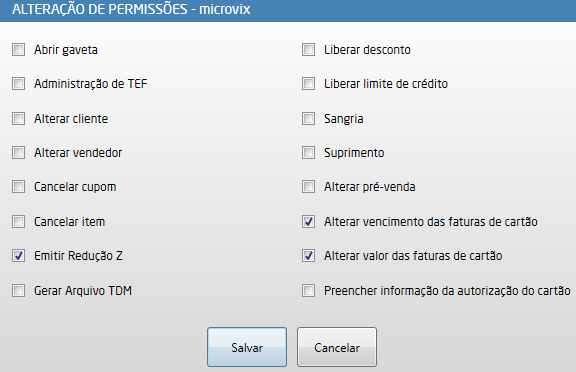 ALTERAÇÃO DE PERMISSÕES - microvix
Abrir gaveta
Administração de TEF
Alterar cliente
Alterar vendedor
Cancelar cupom
Cancelar item
Emitir Redução Z
Gerar Arquivo TDM
Liberar desconto
Liberar limite de crédito
Sangria
Suprimento
Alterar pré-venda
Alterar vencimento das faturas de cartão
Alterar valor das faturas de cartão
Preencher informação da autorização do cartão
Salvar
Cancelar